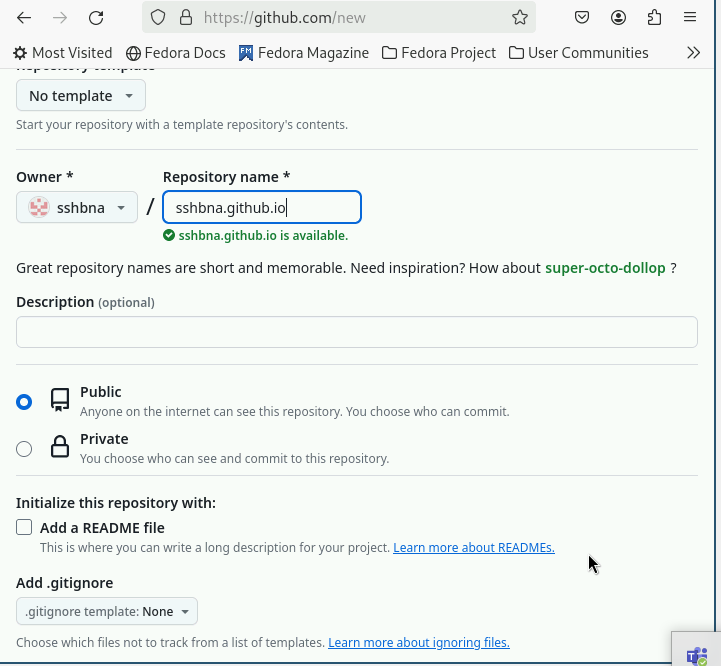 https://github.com/new
Most Visited Fedora Docs Fedora Magazine Fedora Project User Communities
Repository template
No template
Start your repository with a template repository's contents.
Owner * Repository name *
sshbna / sshbna.github.io
sshbna.github.io is available.
Great repository names are short and memorable. Need inspiration? How about super-octo-dollop ?
Description (optional)
Public
Anyone on the internet can see this repository. You choose who can commit.
Private
You choose who can see and commit to this repository.
Initialize this repository with:
Add a README file
This is where you can write a long description for your project. Learn more about READMEs.
Add .gitignore
.gitignore template: None
Choose which files not to track from a list of templates. Learn more about ignoring files.